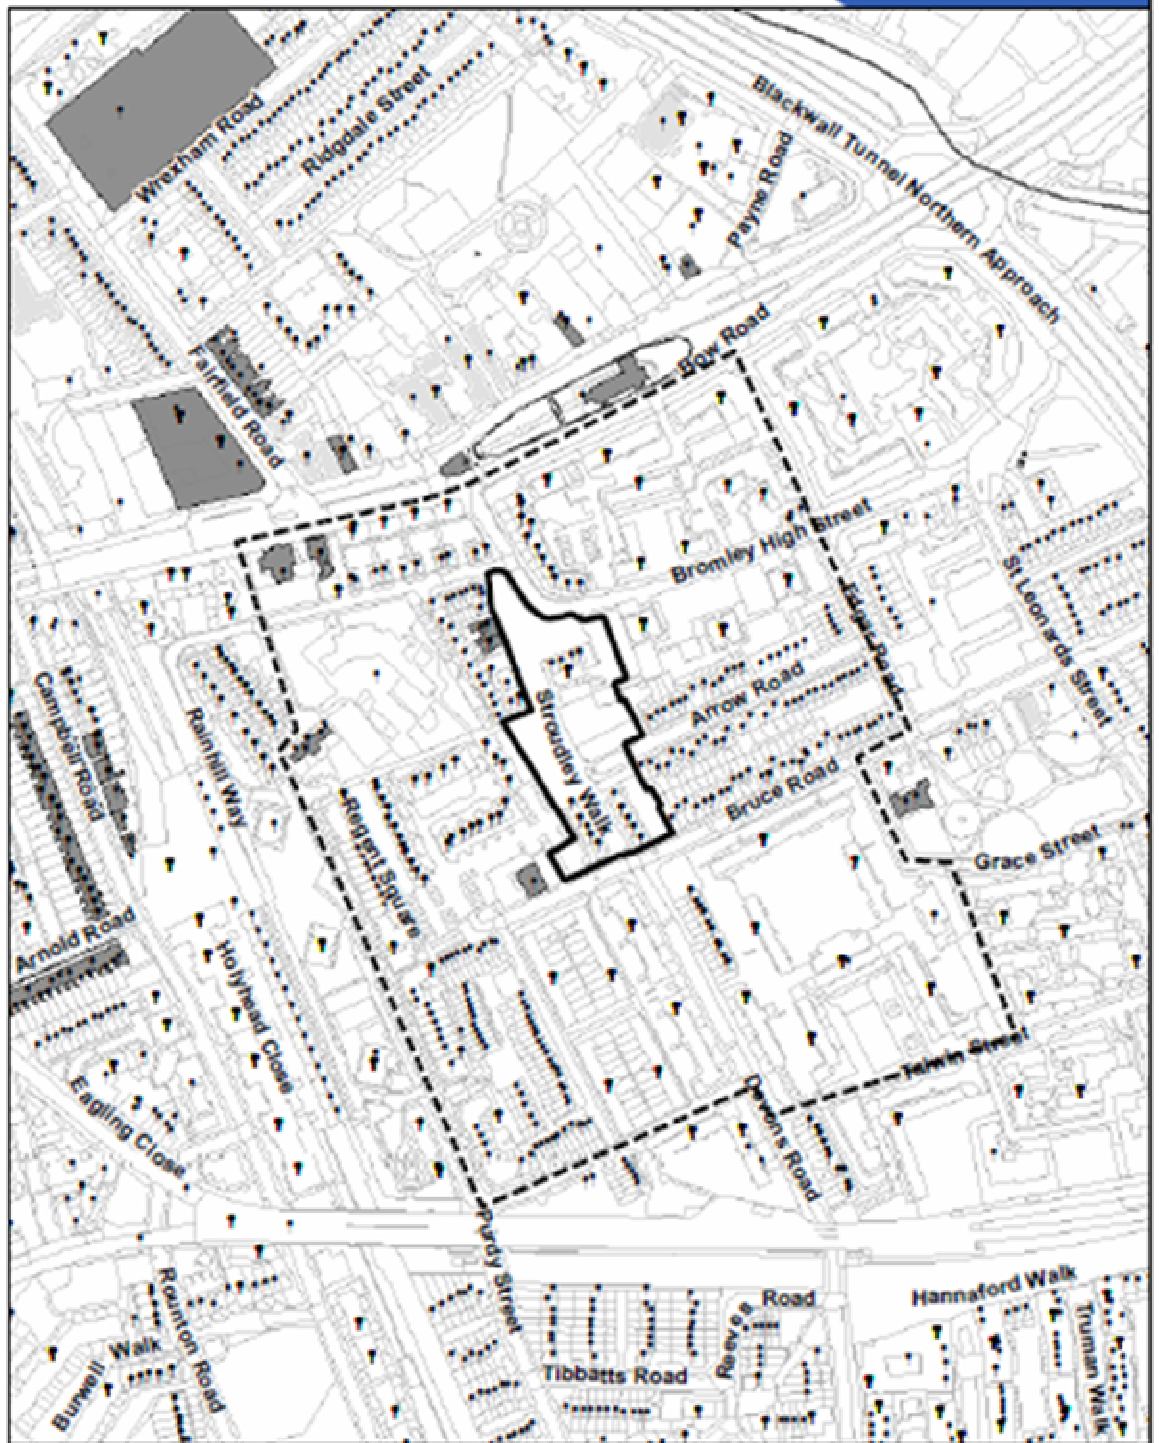 Blackwall Tunnel Northern Approach
Ridgdale Street
Wrexham Road
Payne Road
Bow Road
Fairfield Road
Bromley High Street
St Leonards Street
Edgar Road
Arrow Road
Stroudley Walk
Campbell Road
Rainhill Way
Bruce Road
Regent Square
Grace Street
Arnold Road
Holyhead Close
Telwin Street
Eagling Close
Devons Road
Purdy Street
Rounton Road
Hannaford Walk
Reeves Road
Truman Walk
Burwell Walk
Tibbatts Road